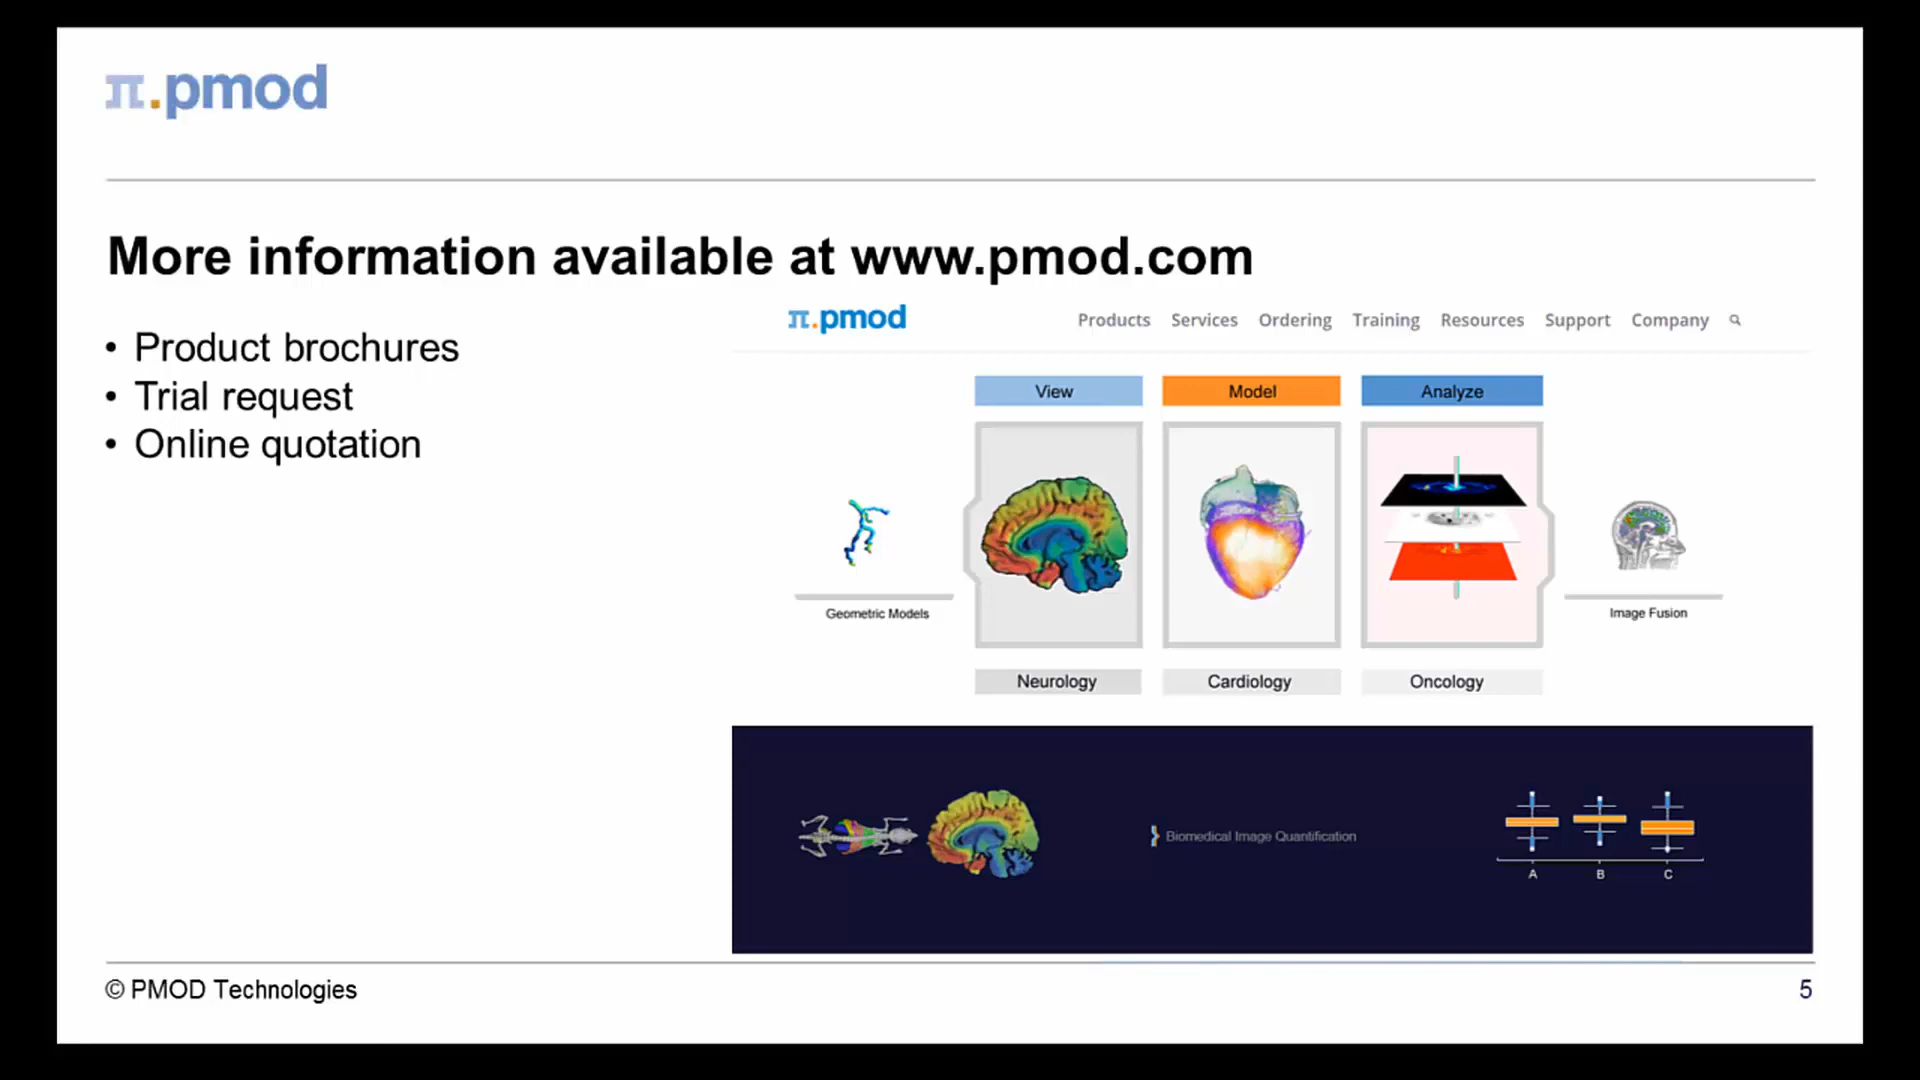 π.pmod
More information available at www.pmod.com
• Product brochures
• Trial request
• Online quotation
π.pmod Products Services Ordering Training Resources Support Company
View Model Analyze
Geometric Models
Image Fusion
Neurology Cardiology Oncology
Biomedical Image Quantification
A B C
© PMOD Technologies
5